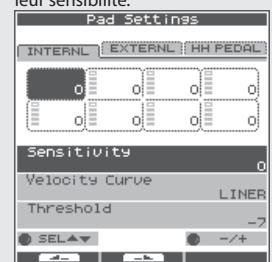 leur sensibilité.
Pad Settings
INTERNL EXTERNL HH PEDAL
0 0 0 0
0 0 0 0
Sensitivity
0
Velocity Curve
LINER
Threshold
-7
SEL▲▼ -/+